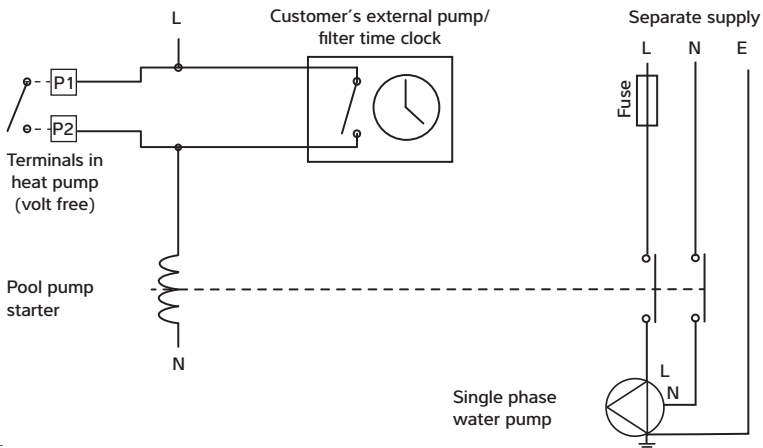 L
Customer's external pump/
filter time clock
Separate supply
L N E
Fuse
P1
P2
Terminals in
heat pump
(volt free)
Pool pump
starter
N
L
N
Single phase
water pump